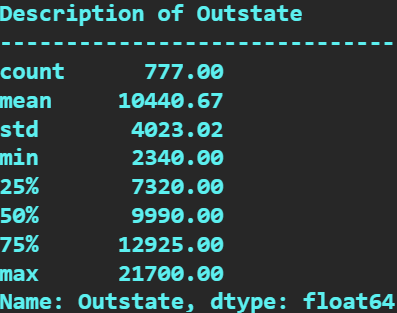 Description of Outstate
------------------------------
count      777.00
mean     10440.67
std       4023.02
min       2340.00
25%       7320.00
50%       9990.00
75%      12925.00
max      21700.00
Name: Outstate, dtype: float64